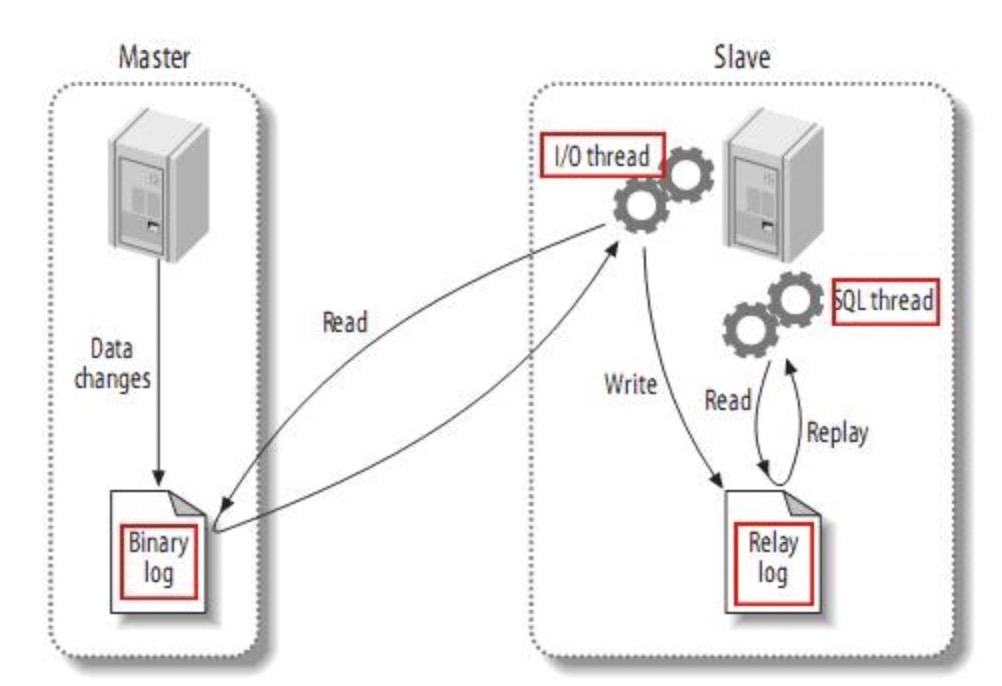 Master
Slave
I/O thread
SQL thread
Read
Data
changes
Write
Read
Replay
Binary
log
Relay
log